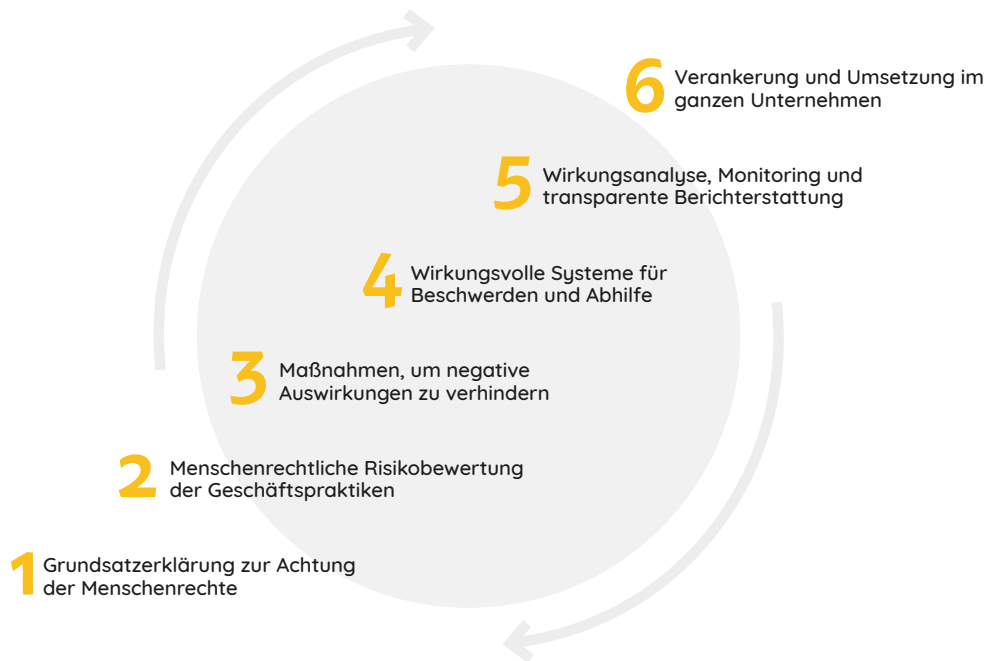 6 Verankerung und Umsetzung im
ganzen Unternehmen
5 Wirkungsanalyse, Monitoring und
transparente Berichterstattung
4 Wirkungsvolle Systeme für
Beschwerden und Abhilfe
3 Maßnahmen, um negative
Auswirkungen zu verhindern
2 Menschenrechtliche Risikobewertung
der Geschäftspraktiken
1 Grundsatzerklärung zur Achtung
der Menschenrechte